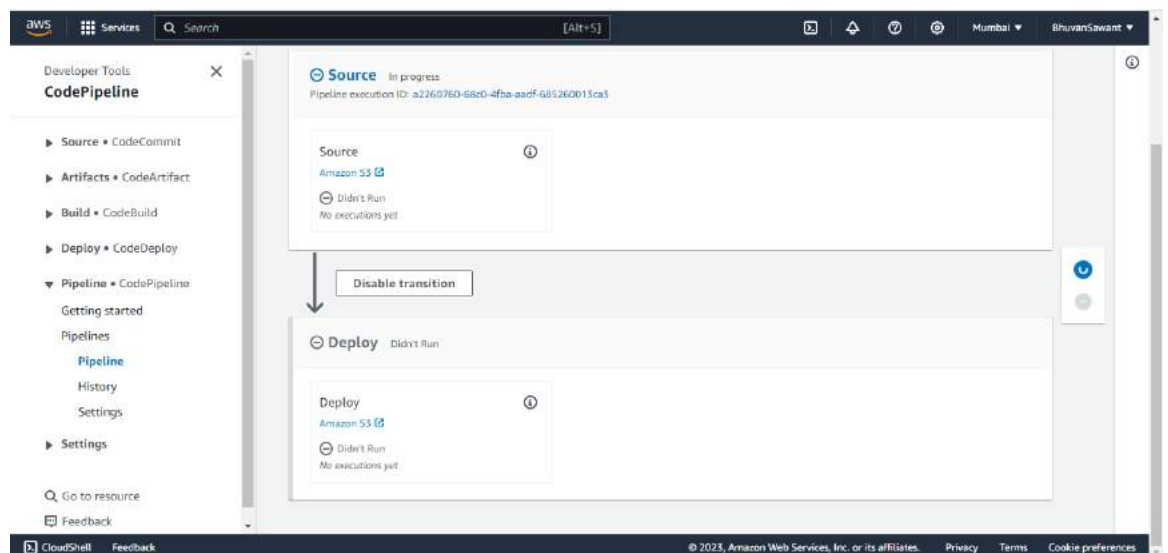 aws
Services
Search
[Alt+S]
Mumbai
BhuvanSawant
Developer Tools
CodePipeline
Source • CodeCommit
Artifacts • CodeArtifact
Build • CodeBuild
Deploy • CodeDeploy
Pipeline • CodePipeline
Getting started
Pipelines
Pipeline
History
Settings
Settings
Go to resource
Feedback
Source In progress
Pipeline execution ID: a2260760-68c0-4fba-aadf-685260013ca3
Source
Amazon S3
Didn't Run
No executions yet
Disable transition
Deploy Didn't Run
Deploy
Amazon S3
Didn't Run
No executions yet
CloudShell Feedback
© 2023, Amazon Web Services, Inc. or its affiliates. Privacy Terms Cookie preferences